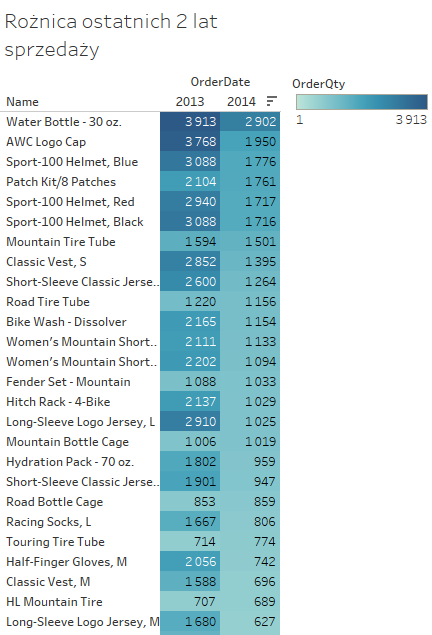 Rożnica ostatnich 2 lat
sprzedaży
OrderDate
Name 2013 2014
OrderQty
1 3 913
Water Bottle - 30 oz. 3 913 2 902
AWC Logo Cap 3 768 1 950
Sport-100 Helmet, Blue 3 088 1 776
Patch Kit/8 Patches 2 104 1 761
Sport-100 Helmet, Red 2 940 1 717
Sport-100 Helmet, Black 3 088 1 716
Mountain Tire Tube 1 594 1 501
Classic Vest, S 2 852 1 395
Short-Sleeve Classic Jerse.. 2 600 1 264
Road Tire Tube 1 220 1 156
Bike Wash - Dissolver 2 165 1 154
Women's Mountain Short.. 2 111 1 133
Women's Mountain Short.. 2 202 1 094
Fender Set - Mountain 1 088 1 033
Hitch Rack - 4-Bike 2 137 1 029
Long-Sleeve Logo Jersey, L 2 910 1 025
Mountain Bottle Cage 1 006 1 019
Hydration Pack - 70 oz. 1 802 959
Short-Sleeve Classic Jerse.. 1 901 947
Road Bottle Cage 853 859
Racing Socks, L 1 667 806
Touring Tire Tube 714 774
Half-Finger Gloves, M 2 056 742
Classic Vest, M 1 588 696
HL Mountain Tire 707 689
Long-Sleeve Logo Jersey, M 1 680 627